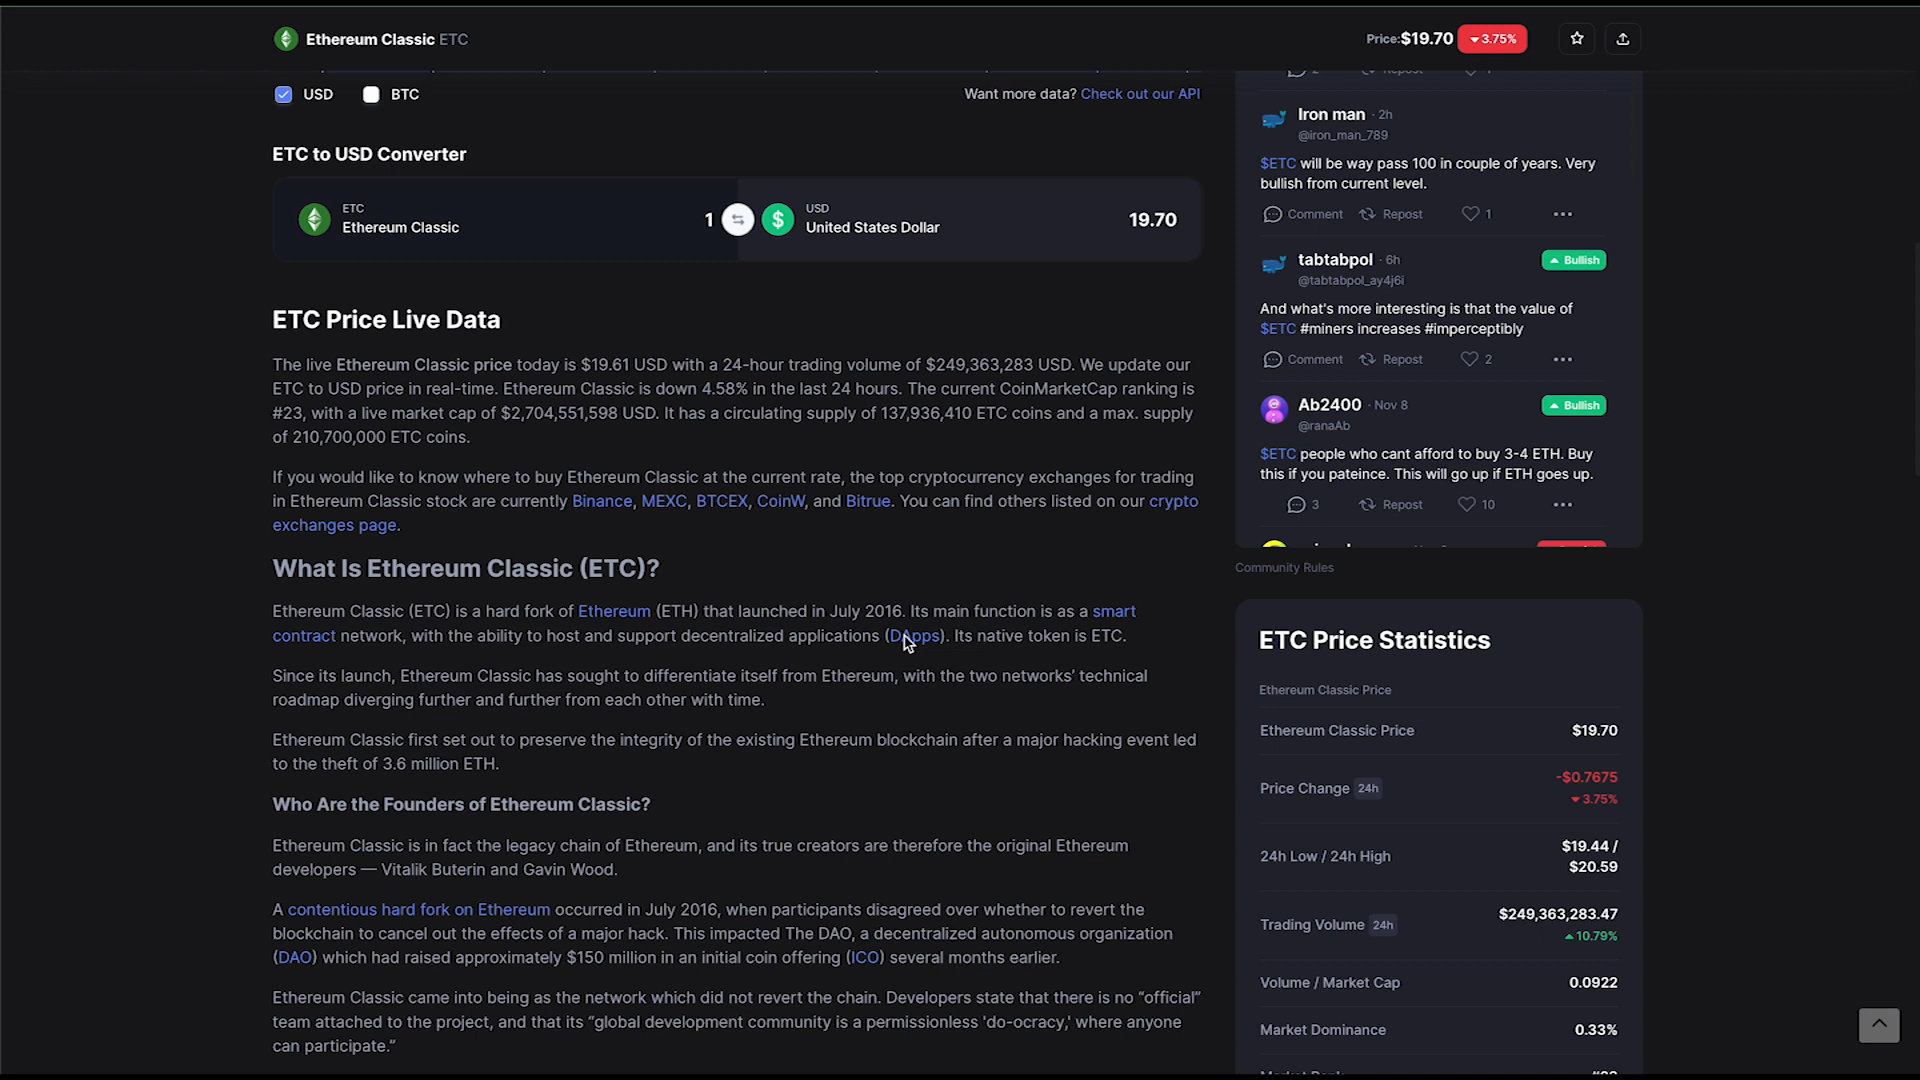 Ethereum Classic ETC
Price:$19.70 3.75%
USD BTC
Want more data? Check out our API
ETC to USD Converter
ETC
Ethereum Classic
1
USD
United States Dollar
19.70
ETC Price Live Data
The live Ethereum Classic price today is $19.61 USD with a 24-hour trading volume of $249,363,283 USD. We update our
ETC to USD price in real-time. Ethereum Classic is down 4.58% in the last 24 hours. The current CoinMarketCap ranking is
#23, with a live market cap of $2,704,551,598 USD. It has a circulating supply of 137,936,410 ETC coins and a max. supply
of 210,700,000 ETC coins.
If you would like to know where to buy Ethereum Classic at the current rate, the top cryptocurrency exchanges for trading
in Ethereum Classic stock are currently Binance, MEXC, BTCEX, CoinW, and Bitrue. You can find others listed on our crypto
exchanges page.
What Is Ethereum Classic (ETC)?
Ethereum Classic (ETC) is a hard fork of Ethereum (ETH) that launched in July 2016. Its main function is as a smart
contract network, with the ability to host and support decentralized applications (DApps). Its native token is ETC.
Since its launch, Ethereum Classic has sought to differentiate itself from Ethereum, with the two networks' technical
roadmap diverging further and further from each other with time.
Ethereum Classic first set out to preserve the integrity of the existing Ethereum blockchain after a major hacking event led
to the theft of 3.6 million ETH.
Who Are the Founders of Ethereum Classic?
Ethereum Classic is in fact the legacy chain of Ethereum, and its true creators are therefore the original Ethereum
developers — Vitalik Buterin and Gavin Wood.
A contentious hard fork on Ethereum occurred in July 2016, when participants disagreed over whether to revert the
blockchain to cancel out the effects of a major hack. This impacted The DAO, a decentralized autonomous organization
(DAO) which had raised approximately $150 million in an initial coin offering (ICO) several months earlier.
Ethereum Classic came into being as the network which did not revert the chain. Developers state that there is no “official”
team attached to the project, and that its “global development community is a permissionless 'do-ocracy,' where anyone
can participate.”
Repost
Iron man · 2h
@iron_man_789
$ETC will be way pass 100 in couple of years. Very
bullish from current level.
Comment Repost 1
tabtabpol · 6h
Bullish
@tabtabpol_ay4j6i
And what's more interesting is that the value of
$ETC #miners increases #imperceptibly
Comment Repost 2
Ab2400 · Nov 8
Bullish
@ranaAb
$ETC people who cant afford to buy 3-4 ETH. Buy
this if you pateince. This will go up if ETH goes up.
3 Repost 10
Community Rules
ETC Price Statistics
Ethereum Classic Price
Ethereum Classic Price $19.70
Price Change 24h -$0.7675
3.75%
24h Low / 24h High $19.44 /
$20.59
Trading Volume 24h $249,363,283.47
10.79%
Volume / Market Cap 0.0922
Market Dominance 0.33%